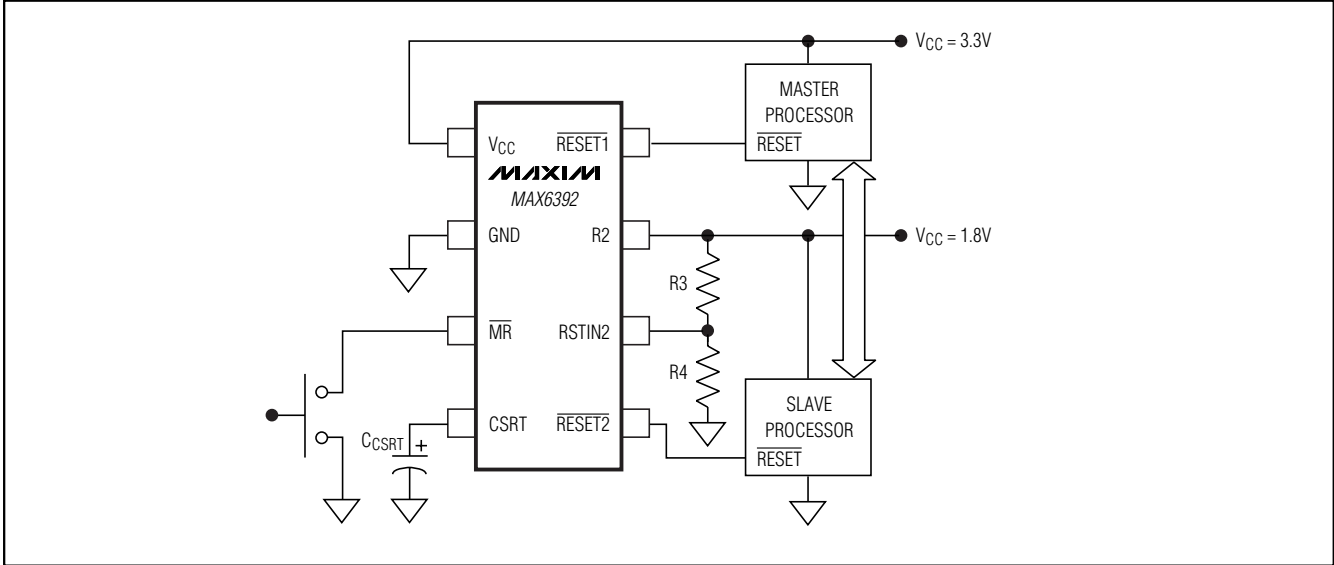 VCC = 3.3V
MASTER
PROCESSOR
RESET
VCC
RESET1
MAXIM
MAX6392
GND
R2
VCC = 1.8V
R3
MR
RSTIN2
R4
SLAVE
PROCESSOR
RESET
CSRT
RESET2
CCSRT
+